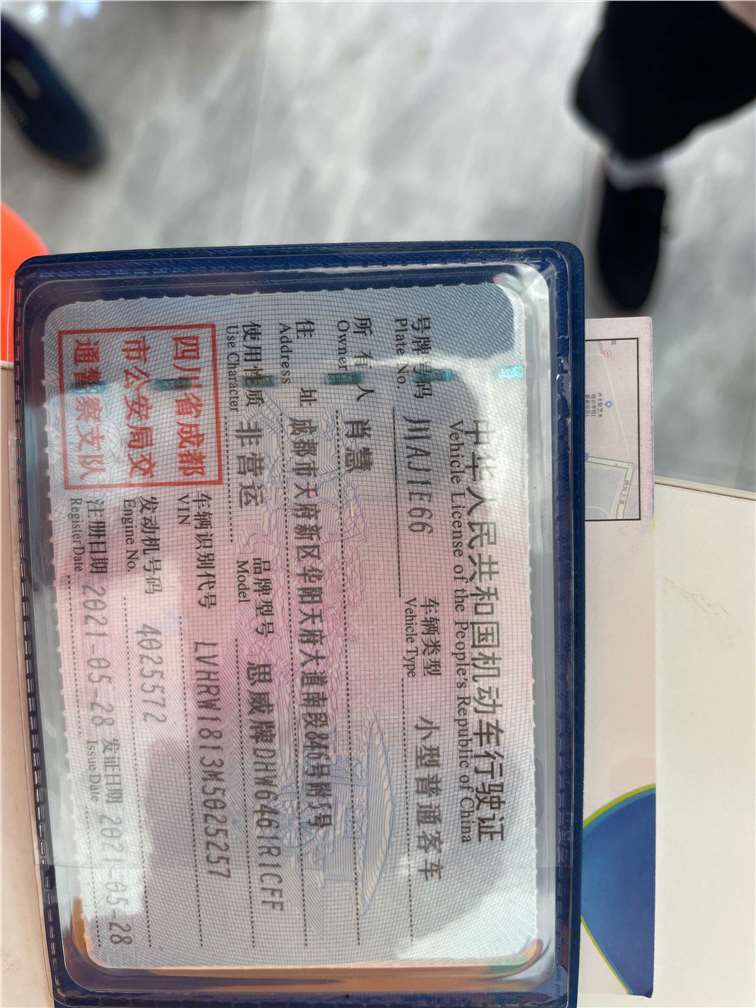 中华人民共和国机动车行驶证
Vehicle License of the People's Republic of China
号牌号码 川AJ1E66 车辆类型 小型普通客车
Plate No. Vehicle Type
所有人 肖慧
Owner
住址 成都市天府新区华阳天府大道南段846号附5号
Address
使用性质 非营运 品牌型号 思威牌DHW6461R1CFF
Use Character Model
四川省成都
市公安局交
通警察支队
车辆识别代号 LVHRW1813M5025257
VIN
发动机号码 4025572
Engine No.
注册日期 2021-05-28 发证日期 2021-05-28
Register Date Issue Date